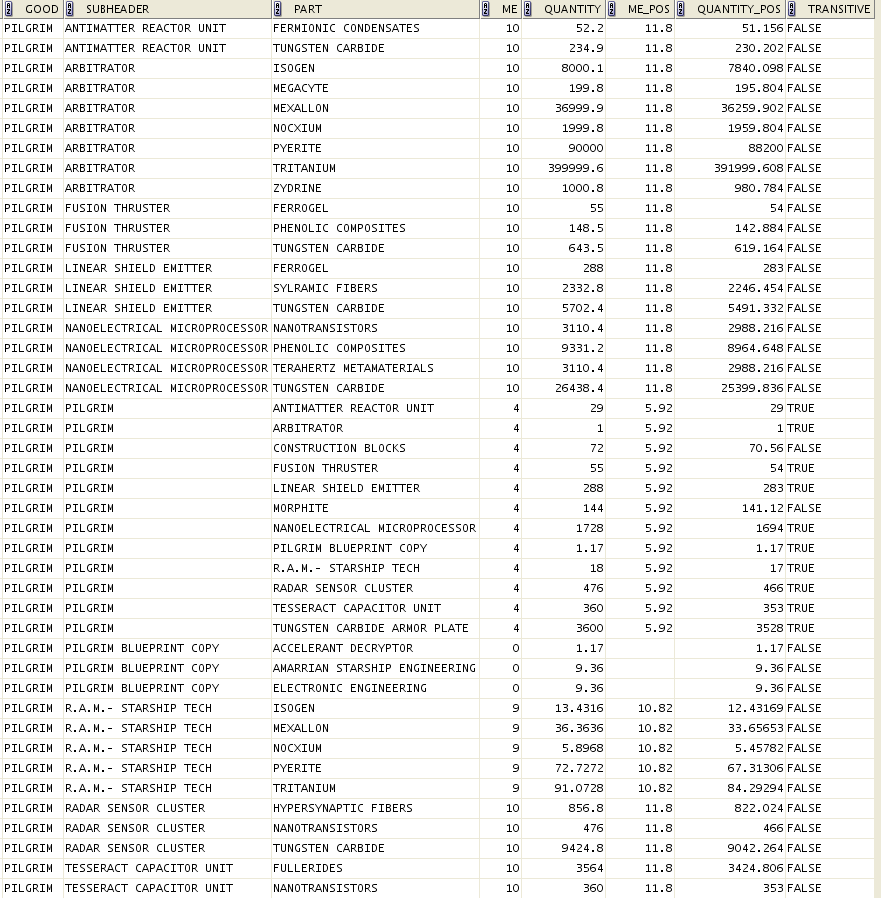 GOOD SUBHEADER PART ME QUANTITY ME_POS QUANTITY_POS TRANSITIVE
PILGRIM ANTIMATTER REACTOR UNIT FERMIONIC CONDENSATES 10 52.2 11.8 51.156 FALSE
PILGRIM ANTIMATTER REACTOR UNIT TUNGSTEN CARBIDE 10 234.9 11.8 230.202 FALSE
PILGRIM ARBITRATOR ISOGEN 10 8000.1 11.8 7840.098 FALSE
PILGRIM ARBITRATOR MEGACYTE 10 199.8 11.8 195.804 FALSE
PILGRIM ARBITRATOR MEXALLON 10 36999.9 11.8 36259.902 FALSE
PILGRIM ARBITRATOR NOCXIUM 10 1999.8 11.8 1959.804 FALSE
PILGRIM ARBITRATOR PYERITE 10 90000 11.8 88200 FALSE
PILGRIM ARBITRATOR TRITANIUM 10 399999.6 11.8 391999.608 FALSE
PILGRIM ARBITRATOR ZYDRINE 10 1000.8 11.8 980.784 FALSE
PILGRIM FUSION THRUSTER FERROGEL 10 55 11.8 54 FALSE
PILGRIM FUSION THRUSTER PHENOLIC COMPOSITES 10 148.5 11.8 142.884 FALSE
PILGRIM FUSION THRUSTER TUNGSTEN CARBIDE 10 643.5 11.8 619.164 FALSE
PILGRIM LINEAR SHIELD EMITTER FERROGEL 10 288 11.8 283 FALSE
PILGRIM LINEAR SHIELD EMITTER SYLRAMIC FIBERS 10 2332.8 11.8 2246.454 FALSE
PILGRIM LINEAR SHIELD EMITTER TUNGSTEN CARBIDE 10 5702.4 11.8 5491.332 FALSE
PILGRIM NANOELECTRICAL MICROPROCESSOR NANOTRANSISTORS 10 3110.4 11.8 2988.216 FALSE
PILGRIM NANOELECTRICAL MICROPROCESSOR PHENOLIC COMPOSITES 10 9331.2 11.8 8964.648 FALSE
PILGRIM NANOELECTRICAL MICROPROCESSOR TERAHERTZ METAMATERIALS 10 3110.4 11.8 2988.216 FALSE
PILGRIM NANOELECTRICAL MICROPROCESSOR TUNGSTEN CARBIDE 10 26438.4 11.8 25399.836 FALSE
PILGRIM PILGRIM ANTIMATTER REACTOR UNIT 4 29 5.92 29 TRUE
PILGRIM PILGRIM ARBITRATOR 4 1 5.92 1 TRUE
PILGRIM PILGRIM CONSTRUCTION BLOCKS 4 72 5.92 70.56 FALSE
PILGRIM PILGRIM FUSION THRUSTER 4 55 5.92 54 TRUE
PILGRIM PILGRIM LINEAR SHIELD EMITTER 4 288 5.92 283 TRUE
PILGRIM PILGRIM MORPHITE 4 144 5.92 141.12 FALSE
PILGRIM PILGRIM NANOELECTRICAL MICROPROCESSOR 4 1728 5.92 1694 TRUE
PILGRIM PILGRIM PILGRIM BLUEPRINT COPY 4 1.17 5.92 1.17 TRUE
PILGRIM PILGRIM R.A.M.- STARSHIP TECH 4 18 5.92 17 TRUE
PILGRIM PILGRIM RADAR SENSOR CLUSTER 4 476 5.92 466 TRUE
PILGRIM PILGRIM TESSERACT CAPACITOR UNIT 4 360 5.92 353 TRUE
PILGRIM PILGRIM TUNGSTEN CARBIDE ARMOR PLATE 4 3600 5.92 3528 TRUE
PILGRIM PILGRIM BLUEPRINT COPY ACCELERANT DECRYPTOR 0 1.17 1.17 FALSE
PILGRIM PILGRIM BLUEPRINT COPY AMARRIAN STARSHIP ENGINEERING 0 9.36 9.36 FALSE
PILGRIM PILGRIM BLUEPRINT COPY ELECTRONIC ENGINEERING 0 9.36 9.36 FALSE
PILGRIM R.A.M.- STARSHIP TECH ISOGEN 9 13.4316 10.82 12.43169 FALSE
PILGRIM R.A.M.- STARSHIP TECH MEXALLON 9 36.3636 10.82 33.65653 FALSE
PILGRIM R.A.M.- STARSHIP TECH NOCXIUM 9 5.8968 10.82 5.45782 FALSE
PILGRIM R.A.M.- STARSHIP TECH PYERITE 9 72.7272 10.82 67.31306 FALSE
PILGRIM R.A.M.- STARSHIP TECH TRITANIUM 9 91.0728 10.82 84.29294 FALSE
PILGRIM RADAR SENSOR CLUSTER HYPERSYNAPTIC FIBERS 10 856.8 11.8 822.024 FALSE
PILGRIM RADAR SENSOR CLUSTER NANOTRANSISTORS 10 476 11.8 466 FALSE
PILGRIM RADAR SENSOR CLUSTER TUNGSTEN CARBIDE 10 9424.8 11.8 9042.264 FALSE
PILGRIM TESSERACT CAPACITOR UNIT FULLERIDES 10 3564 11.8 3424.806 FALSE
PILGRIM TESSERACT CAPACITOR UNIT NANOTRANSISTORS 10 360 11.8 353 FALSE